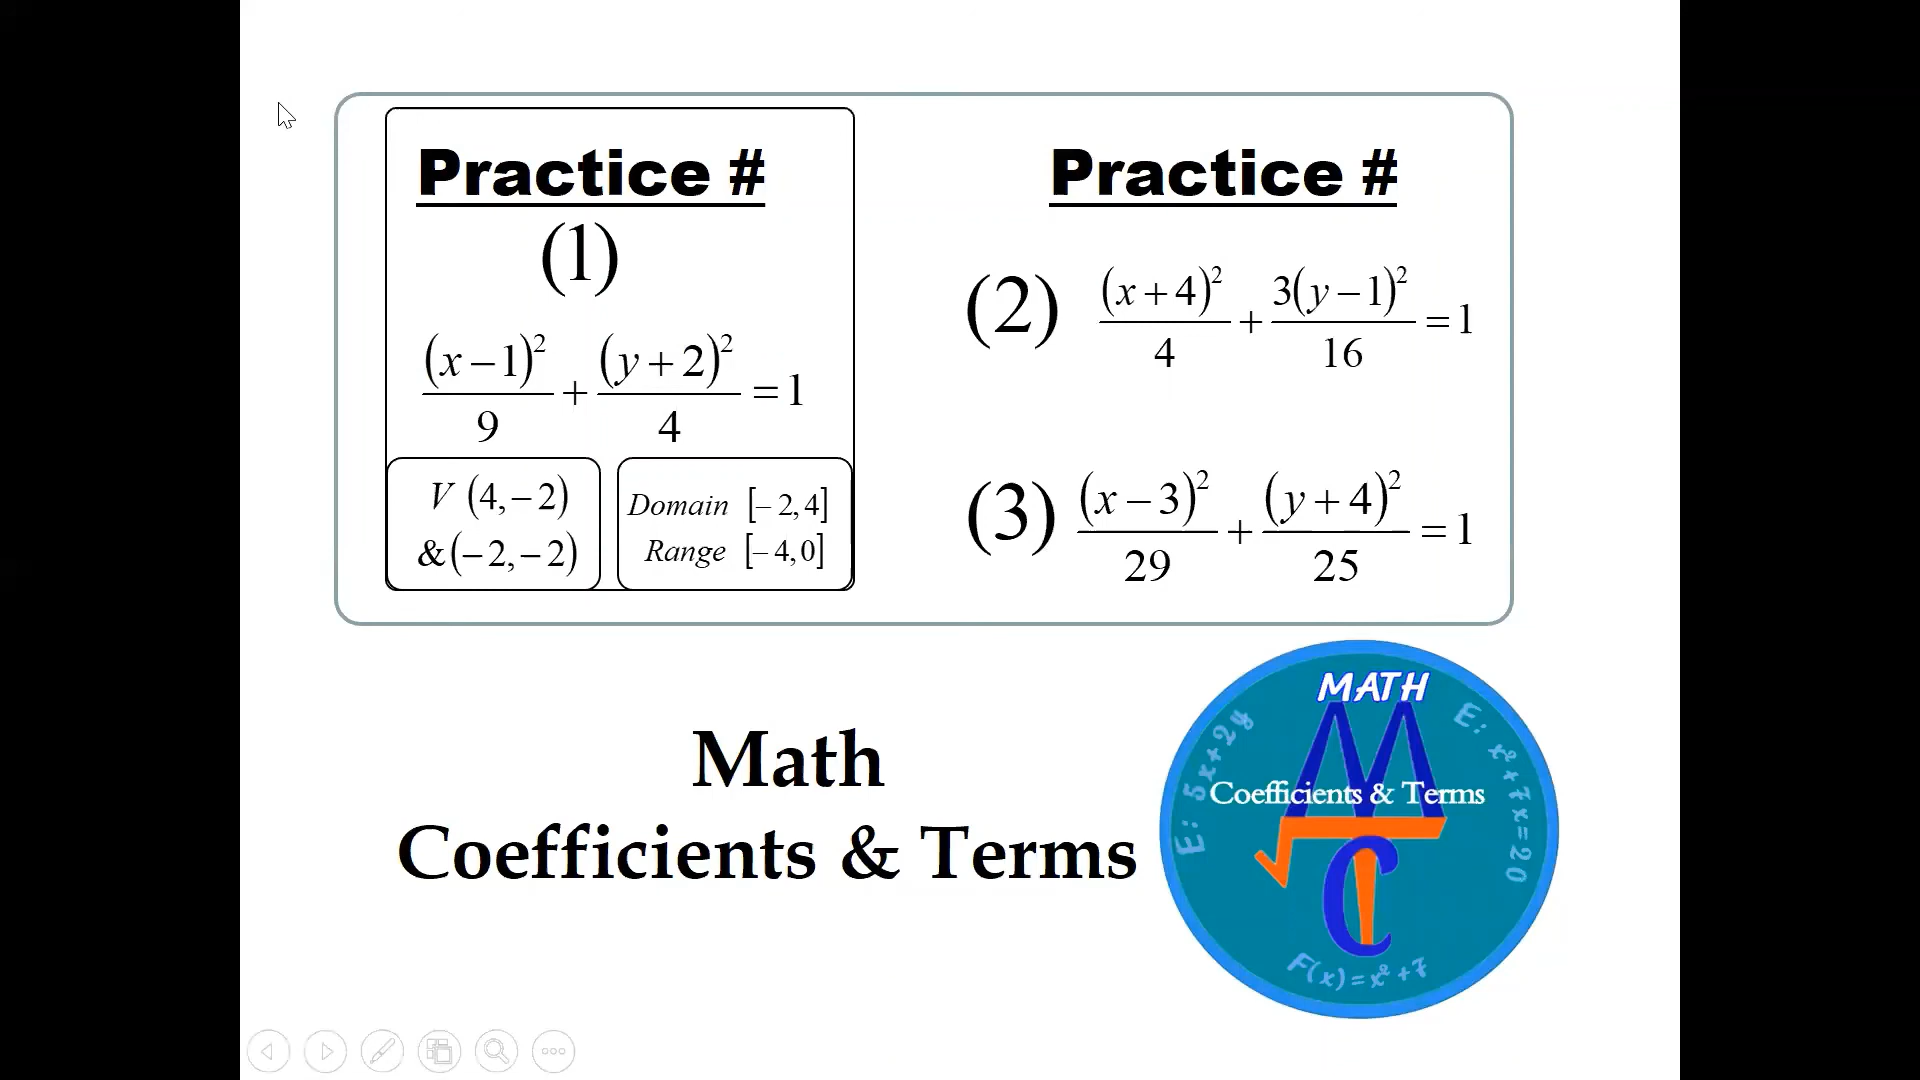 Practice #
(1)
(x − 1)² / 9 + (y + 2)² / 4 = 1
V (4, − 2)
& (− 2, − 2)
Domain [− 2, 4]
Range [− 4, 0]
Practice #
(2) (x + 4)² / 4 + 3(y − 1)² / 16 = 1
(3) (x − 3)² / 29 + (y + 4)² / 25 = 1
Math
Coefficients & Terms
MATH
E: 5x+2y
E: x²+7x=20
Coefficients & Terms
F(x)=x²+7